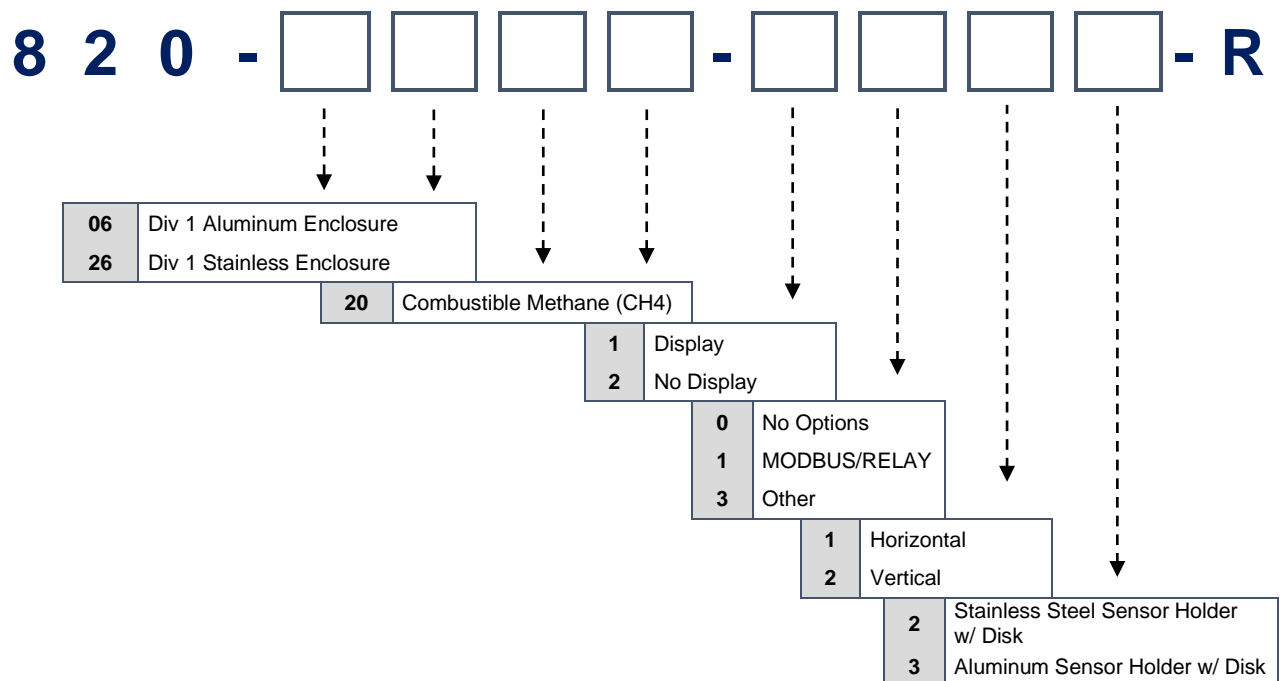 8 2 0 - - - R
06 Div 1 Aluminum Enclosure
26 Div 1 Stainless Enclosure
20 Combustible Methane (CH4)
1 Display
2 No Display
0 No Options
1 MODBUS/RELAY
3 Other
1 Horizontal
2 Vertical
2 Stainless Steel Sensor Holder
w/ Disk
3 Aluminum Sensor Holder w/ Disk